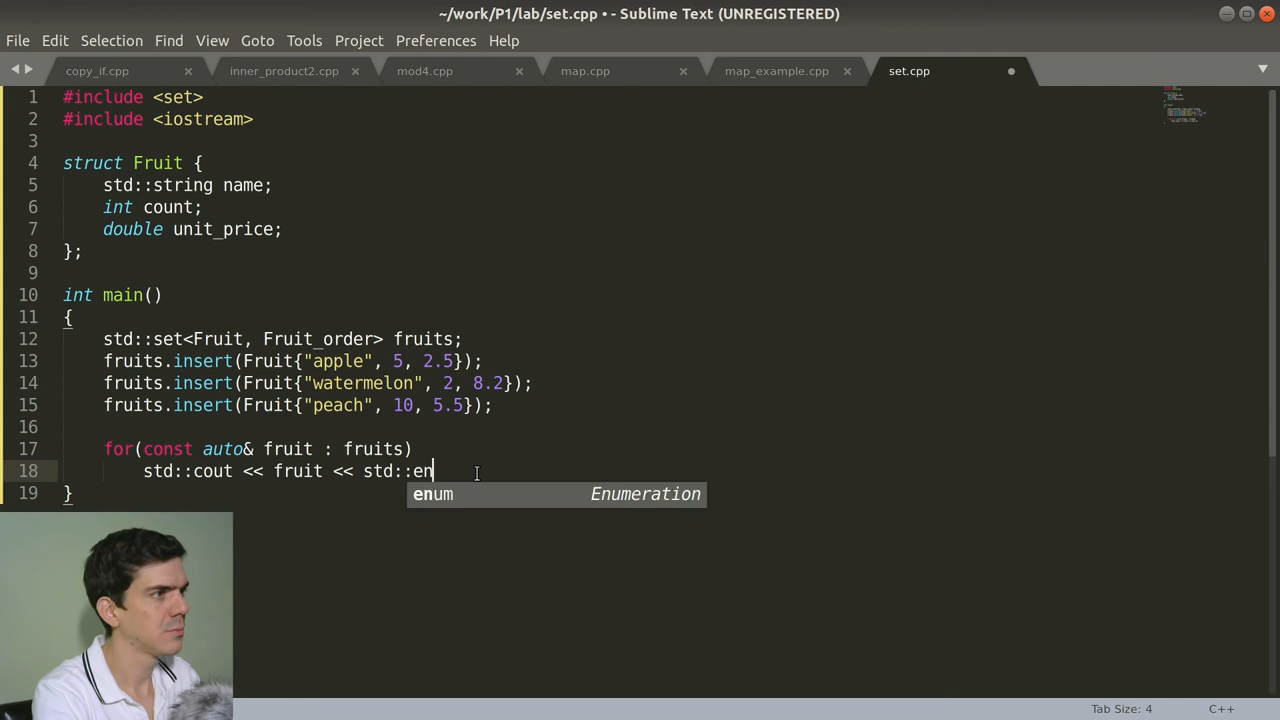 ~/work/P1/lab/set.cpp • - Sublime Text (UNREGISTERED)
File Edit Selection Find View Goto Tools Project Preferences Help
copy_if.cpp inner_product2.cpp mod4.cpp map.cpp map_example.cpp set.cpp
1 #include <set>
2 #include <iostream>
3
4 struct Fruit {
5     std::string name;
6     int count;
7     double unit_price;
8 };
9
10 int main()
11 {
12     std::set<Fruit, Fruit_order> fruits;
13     fruits.insert(Fruit{"apple", 5, 2.5});
14     fruits.insert(Fruit{"watermelon", 2, 8.2});
15     fruits.insert(Fruit{"peach", 10, 5.5});
16
17     for(const auto& fruit : fruits)
18         std::cout << fruit << std::en
enum Enumeration
19 }
Tab Size: 4 C++